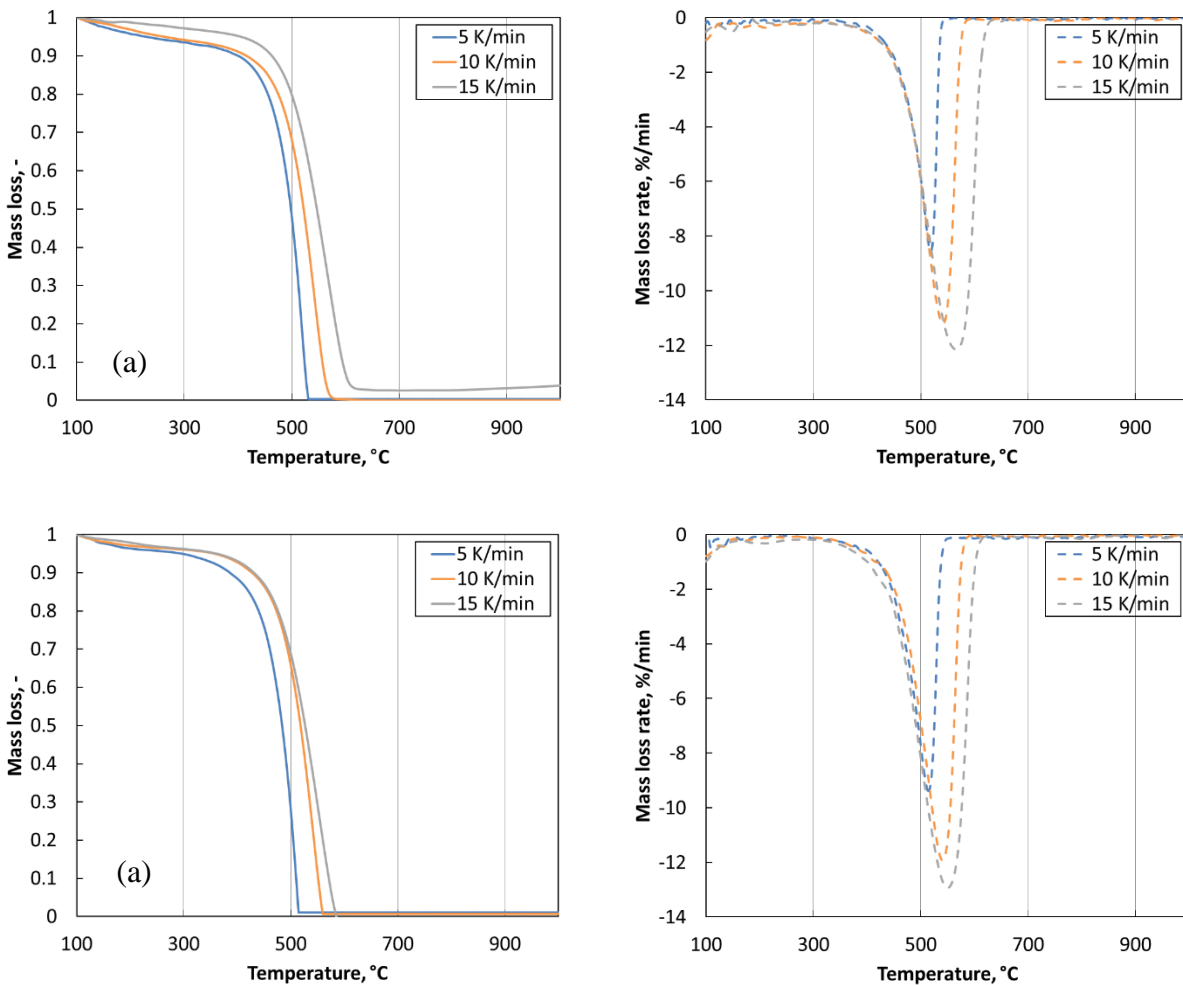 1
0.9
0.8
0.7
0.6
0.5
0.4
0.3
0.2
0.1
0
Mass loss, -
5 K/min
10 K/min
15 K/min
(a)
100 300 500 700 900
Temperature, °C
0
-2
-4
-6
-8
-10
-12
-14
Mass loss rate, %/min
5 K/min
10 K/min
15 K/min
100 300 500 700 900
Temperature, °C
1
0.9
0.8
0.7
0.6
0.5
0.4
0.3
0.2
0.1
0
Mass loss, -
5 K/min
10 K/min
15 K/min
(a)
100 300 500 700 900
Temperature, °C
0
-2
-4
-6
-8
-10
-12
-14
Mass loss rate, %/min
5 K/min
10 K/min
15 K/min
100 300 500 700 900
Temperature, °C